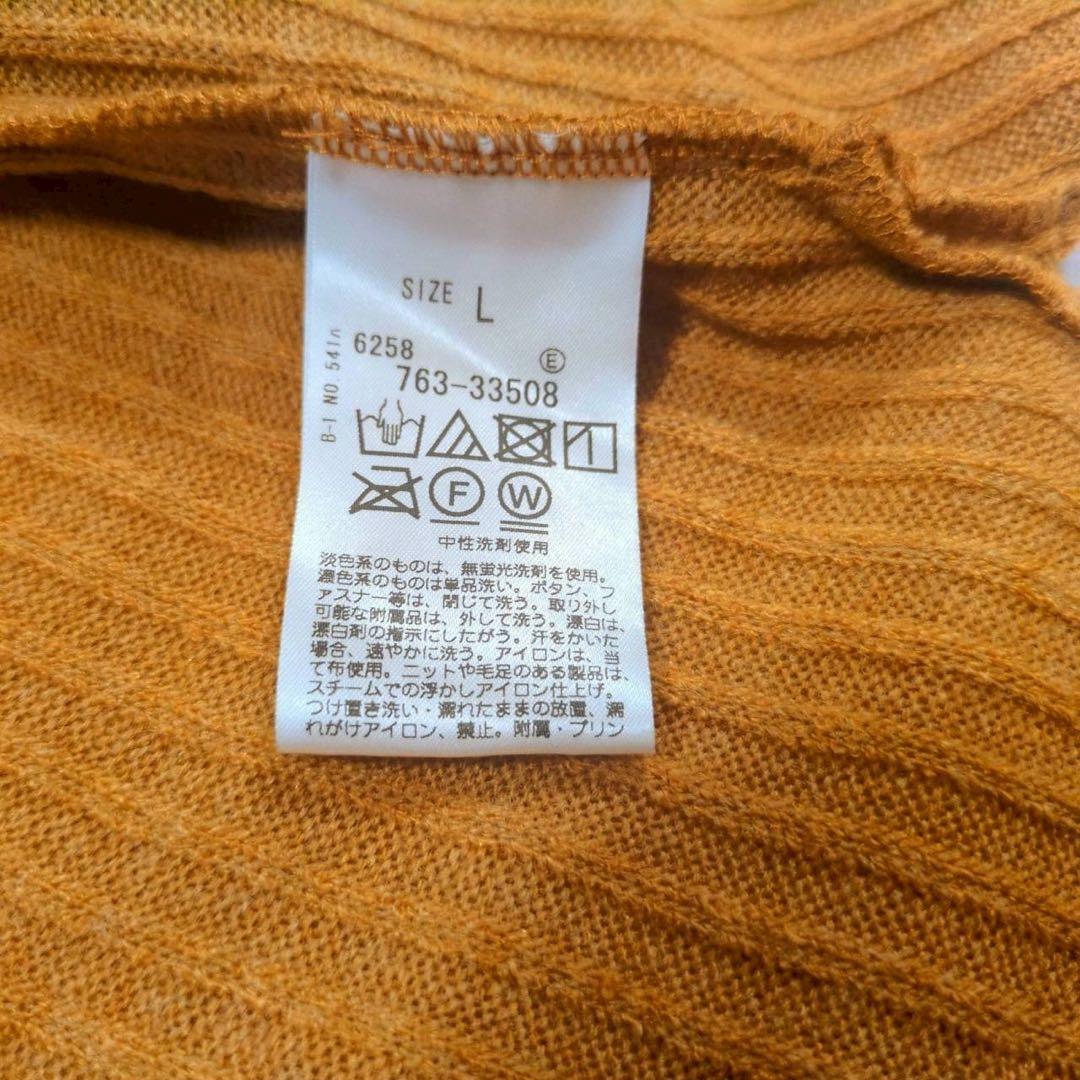 SIZE L
6258
Ⓔ
763-33508
B-1 NO. 541
F W
中性洗剤使用
淡色系のものは、無蛍光洗剤を使用。
濃色系のものは単品洗い。ボタン、フ
ァスナー等は、閉じて洗う。取り外し
可能な附属品は、外して洗う。漂白は、
漂白剤の指示にしたがう。汗をかいた
場合、速やかに洗う。アイロンは、当
て布使用。ニットや毛足のある製品は、
スチームでの浮かしアイロン仕上げ。
つけ置き洗い・濡れたままの放置、濡
れがけアイロン、禁止。附属・プリン